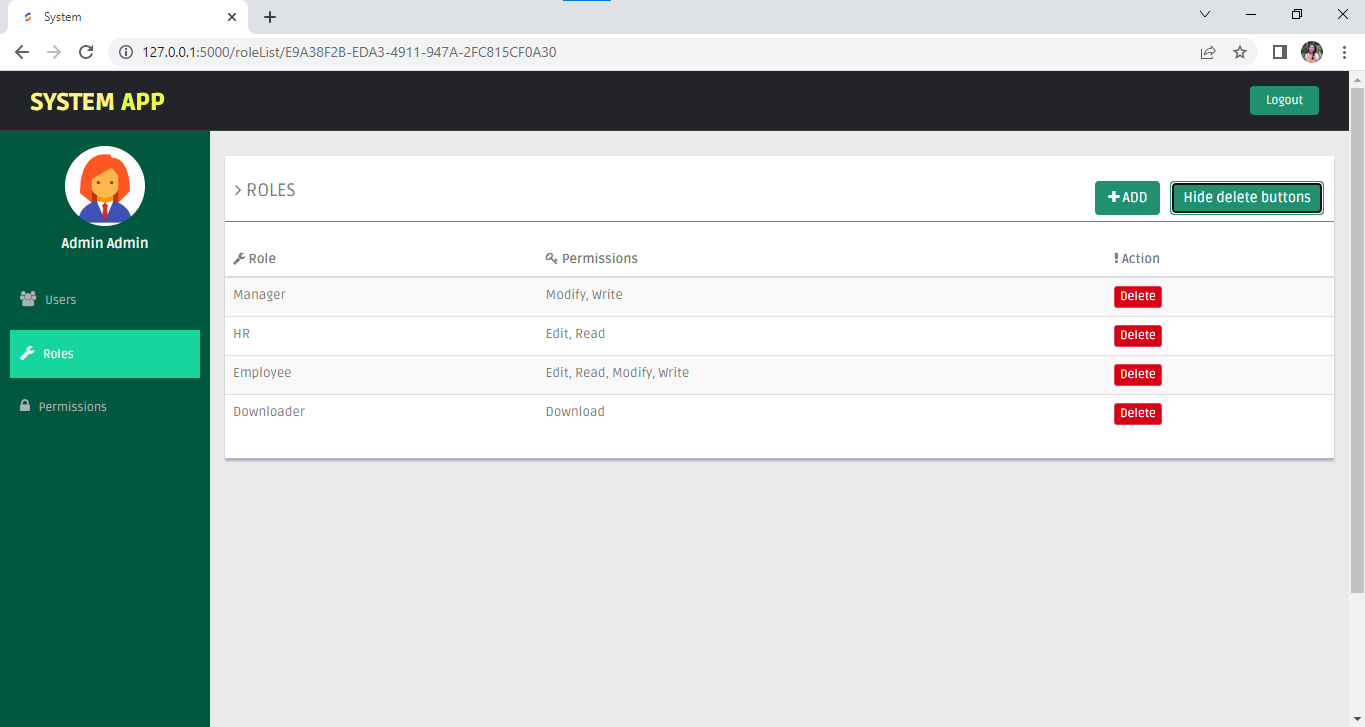 System
127.0.0.1:5000/roleList/E9A38F2B-EDA3-4911-947A-2FC815CF0A30
SYSTEM APP
Logout
Admin Admin
Users
Roles
Permissions
ROLES
ADD
Hide delete buttons
Role Permissions Action
Manager Modify, Write Delete
HR Edit, Read Delete
Employee Edit, Read, Modify, Write Delete
Downloader Download Delete